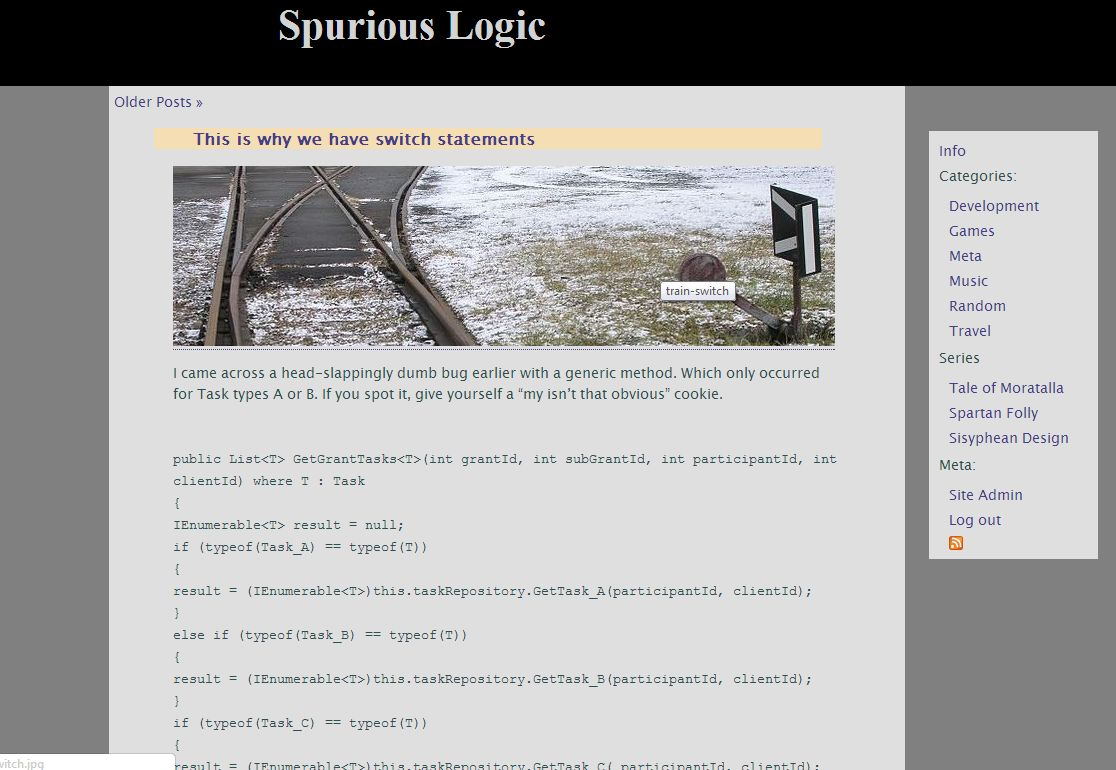 Spurious Logic
Older Posts »
This is why we have switch statements
train-switch
I came across a head-slappingly dumb bug earlier with a generic method. Which only occurred
for Task types A or B. If you spot it, give yourself a “my isn’t that obvious” cookie.
public List<T> GetGrantTasks<T>(int grantId, int subGrantId, int participantId, int
clientId) where T : Task
{
IEnumerable<T> result = null;
if (typeof(Task_A) == typeof(T))
{
result = (IEnumerable<T>)this.taskRepository.GetTask_A(participantId, clientId);
}
else if (typeof(Task_B) == typeof(T))
{
result = (IEnumerable<T>)this.taskRepository.GetTask_B(participantId, clientId);
}
if (typeof(Task_C) == typeof(T))
{
result = (IEnumerable<T>)this.taskRepository.GetTask_C( participantId, clientId);
Info
Categories:
Development
Games
Meta
Music
Random
Travel
Series
Tale of Moratalla
Spartan Folly
Sisyphean Design
Meta:
Site Admin
Log out
witch.jpg